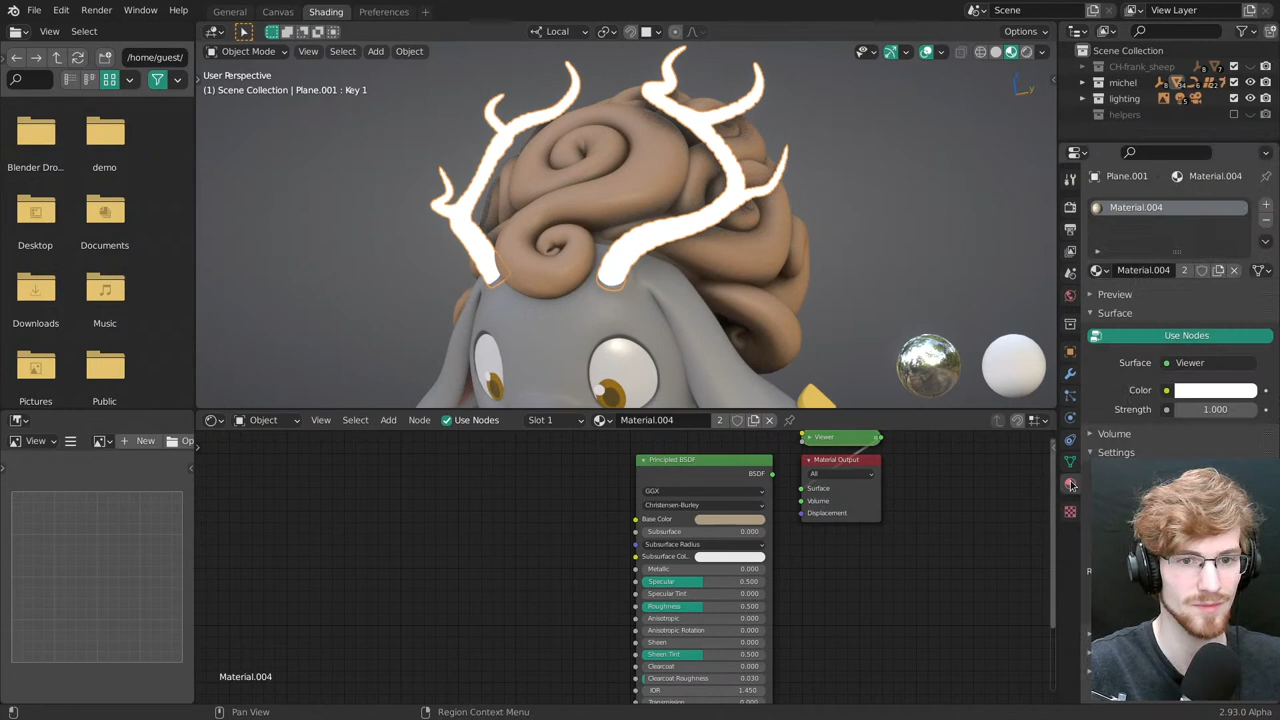 File Edit Render Window Help General Canvas Shading Preferences + Scene View Layer
View Select Local Options
/home/guest/ Object Mode View Select Add Object
User Perspective
(1) Scene Collection | Plane.001 : Key 1
Scene Collection
CH-frank_sheep
michel
lighting
helpers
Blender Dro... demo
Desktop Documents
Downloads Music
Pictures Public
Plane.001 Material.004
Material.004
Material.004 2
Preview
Surface
Use Nodes
Surface Viewer
Color
Strength 1.000
Volume
Settings
View New Op
Object View Select Add Node Use Nodes Slot 1 Material.004 2
Viewer
Principled BSDF
BSDF
GGX
Christensen-Burley
Base Color
Subsurface 0.000
Subsurface Radius
Subsurface Col..
Metallic 0.000
Specular 0.500
Specular Tint 0.000
Roughness 0.500
Anisotropic 0.000
Anisotropic Rotation 0.000
Sheen 0.000
Sheen Tint 0.500
Clearcoat 0.000
Clearcoat Roughness 0.030
IOR 1.450
Material Output
All
Surface
Volume
Displacement
Material.004
Pan View Region Context Menu 2.93.0 Alpha